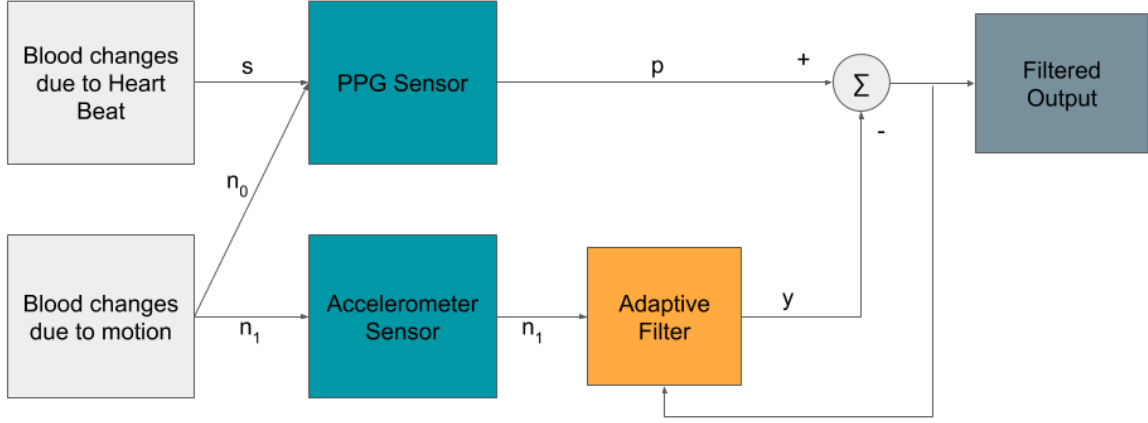 Blood changes
due to Heart
Beat
s
PPG Sensor
p
+
Σ
-
Filtered
Output
n₀
Blood changes
due to motion
n₁
Accelerometer
Sensor
n₁
Adaptive
Filter
y